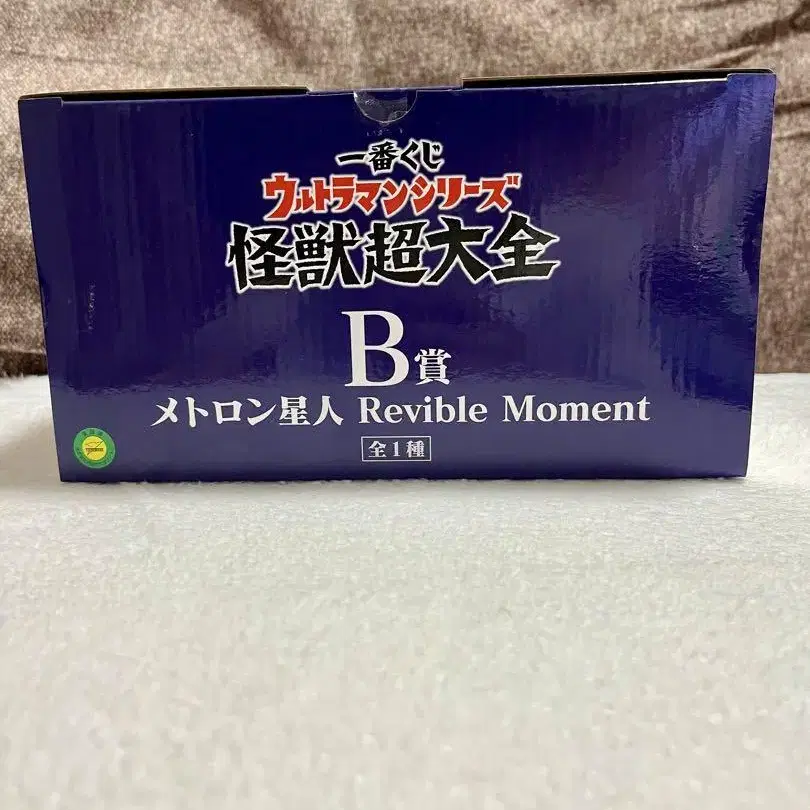 一番くじ
ウルトラマンシリーズ
怪獣超大全
B賞
メトロン星人 Revible Moment
全1種